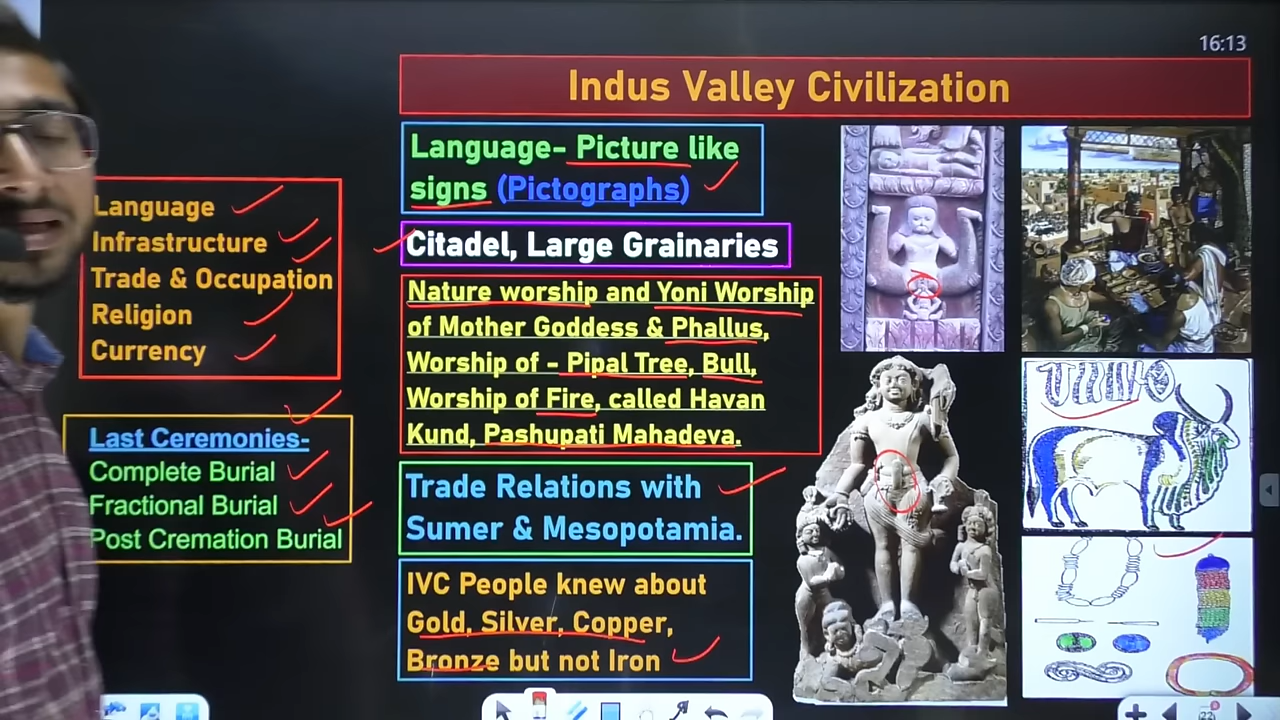 16:13
Indus Valley Civilization
Language- Picture like
signs (Pictographs)
Citadel, Large Grainaries
Nature worship and Yoni Worship
of Mother Goddess & Phallus,
Worship of - Pipal Tree, Bull,
Worship of Fire, called Havan
Kund, Pashupati Mahadeva.
Trade Relations with
Sumer & Mesopotamia.
IVC People knew about
Gold, Silver, Copper,
Bronze but not Iron
Language
Infrastructure
Trade & Occupation
Religion
Currency
Last Ceremonies-
Complete Burial
Fractional Burial
Post Cremation Burial